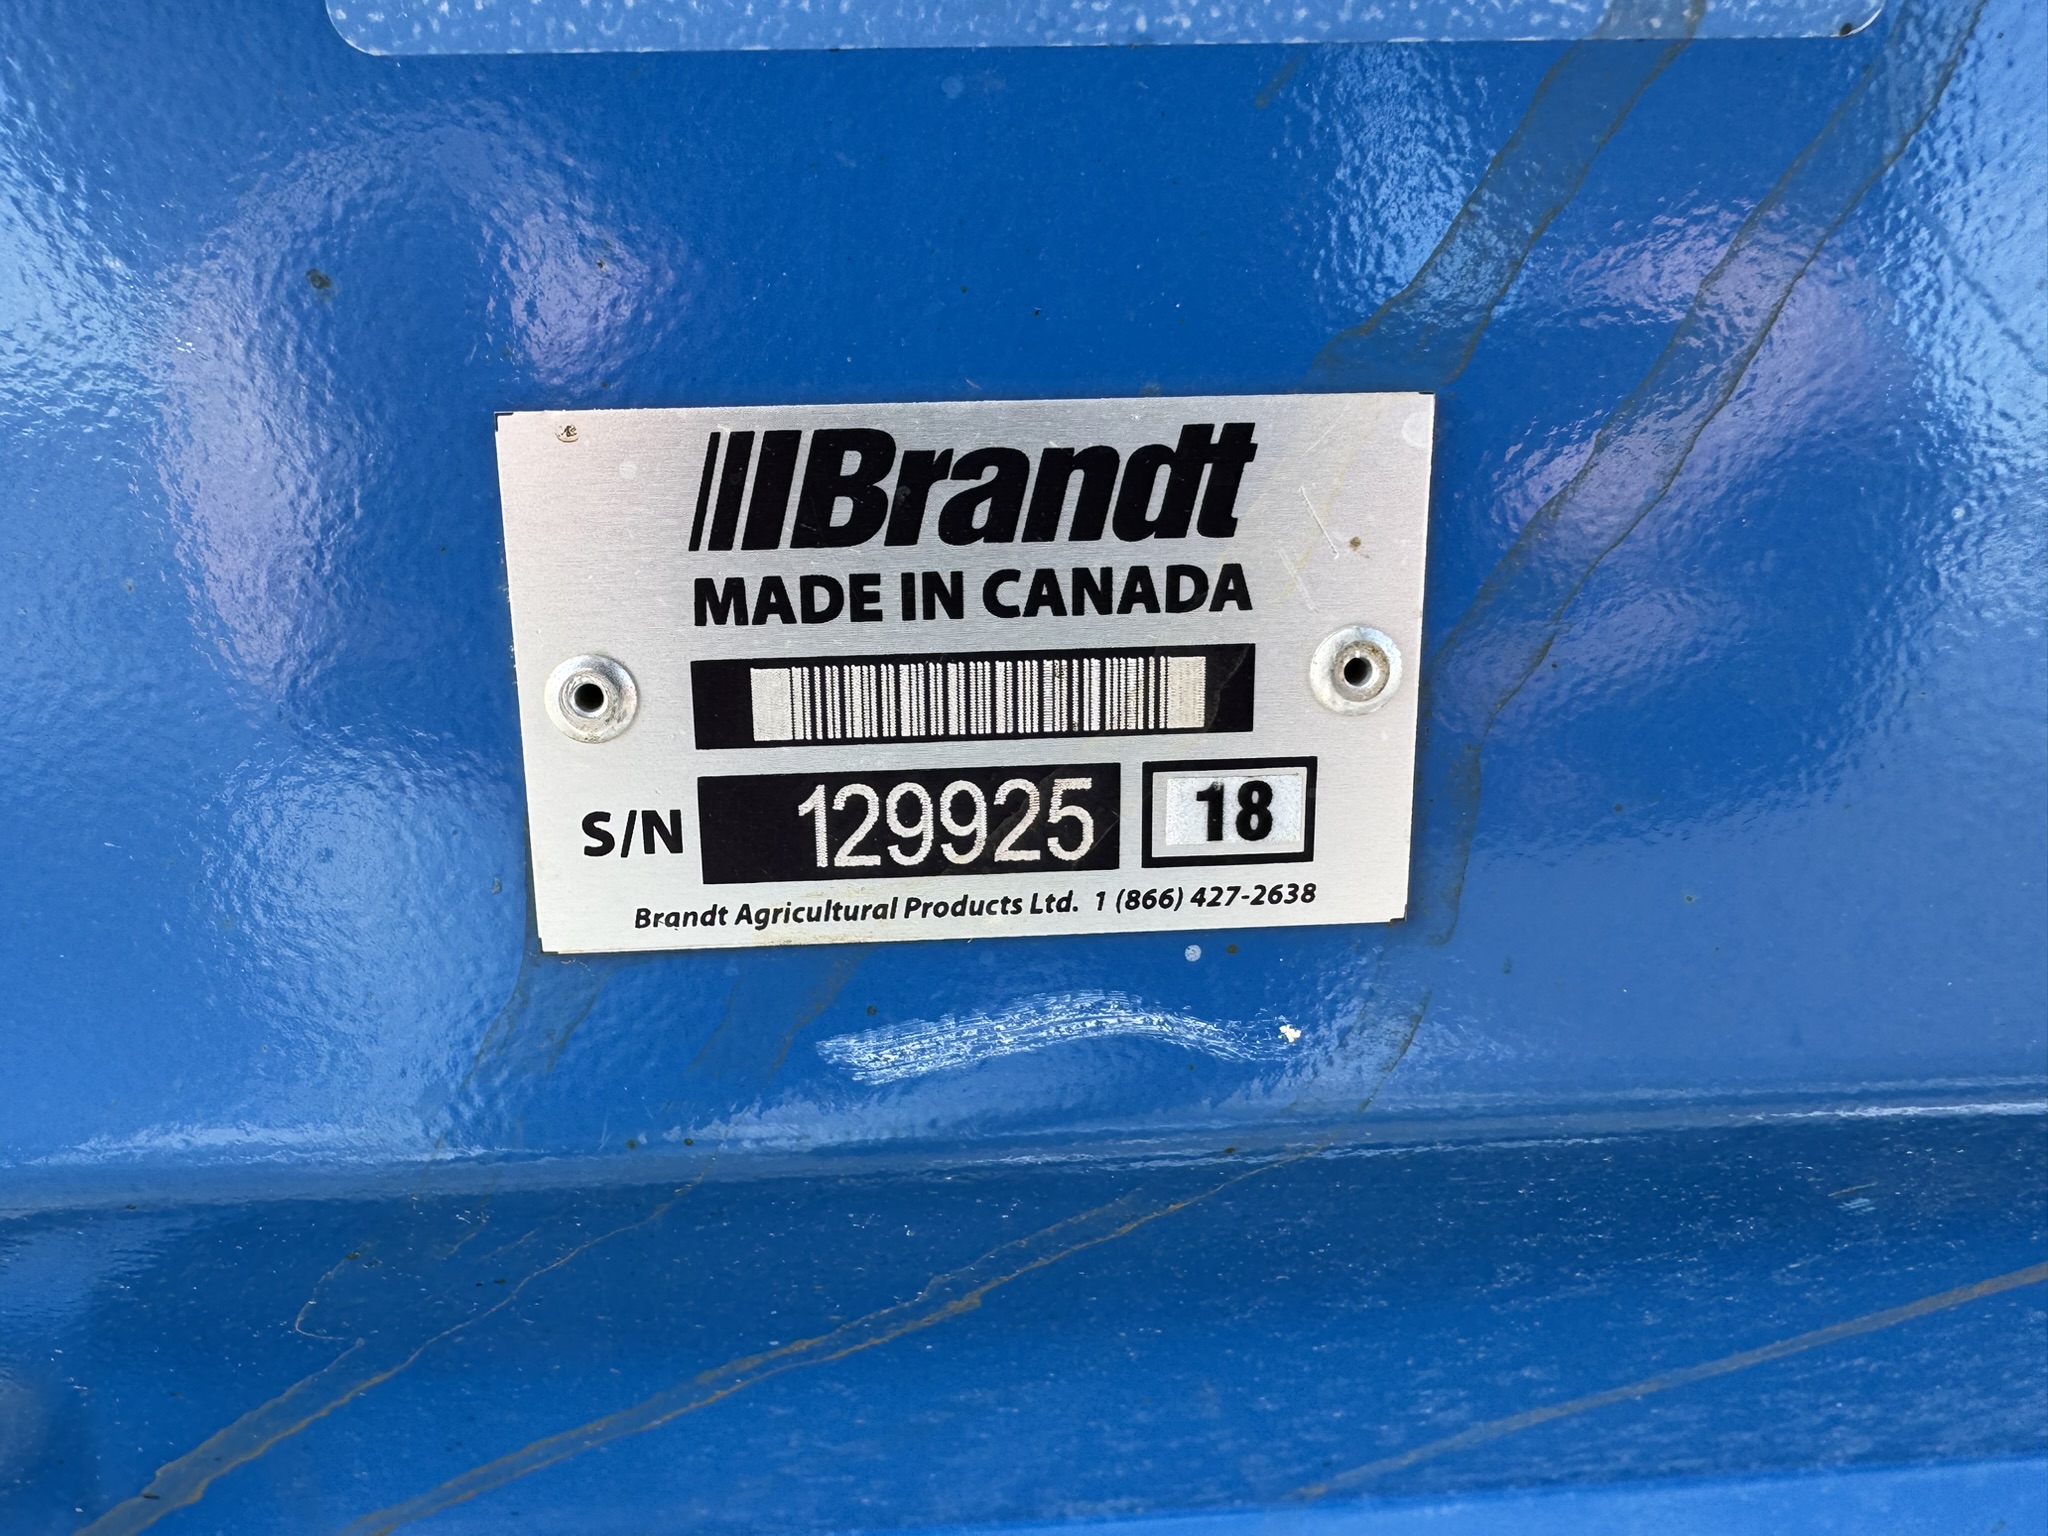 Brandt
MADE IN CANADA
S/N 129925 18
Brandt Agricultural Products Ltd. 1 (866) 427-2638